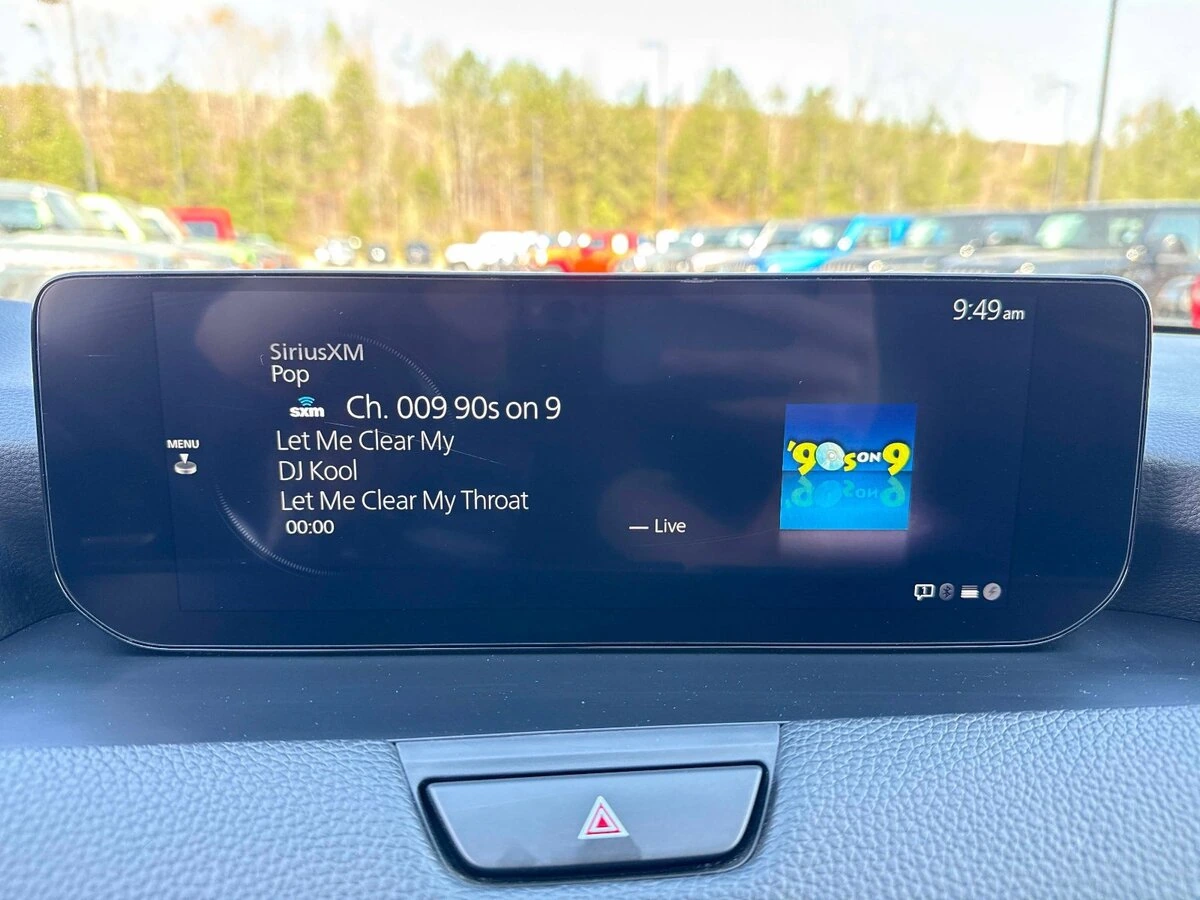 9:49 am
SiriusXM
Pop
sxm Ch. 009 90s on 9
MENU
Let Me Clear My
DJ Kool
Let Me Clear My Throat
00:00
Live
'90s ON 9
1